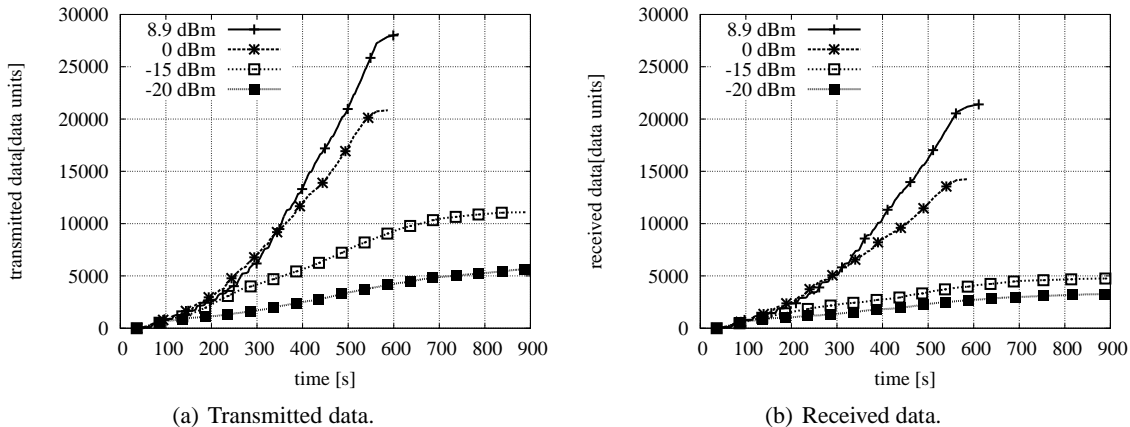 30000
25000
20000
15000
10000
5000
0
transmitted data[data units]
8.9 dBm
0 dBm
-15 dBm
-20 dBm
0 100 200 300 400 500 600 700 800 900
time [s]
(a) Transmitted data.
30000
25000
20000
15000
10000
5000
0
received data[data units]
8.9 dBm
0 dBm
-15 dBm
-20 dBm
0 100 200 300 400 500 600 700 800 900
time [s]
(b) Received data.